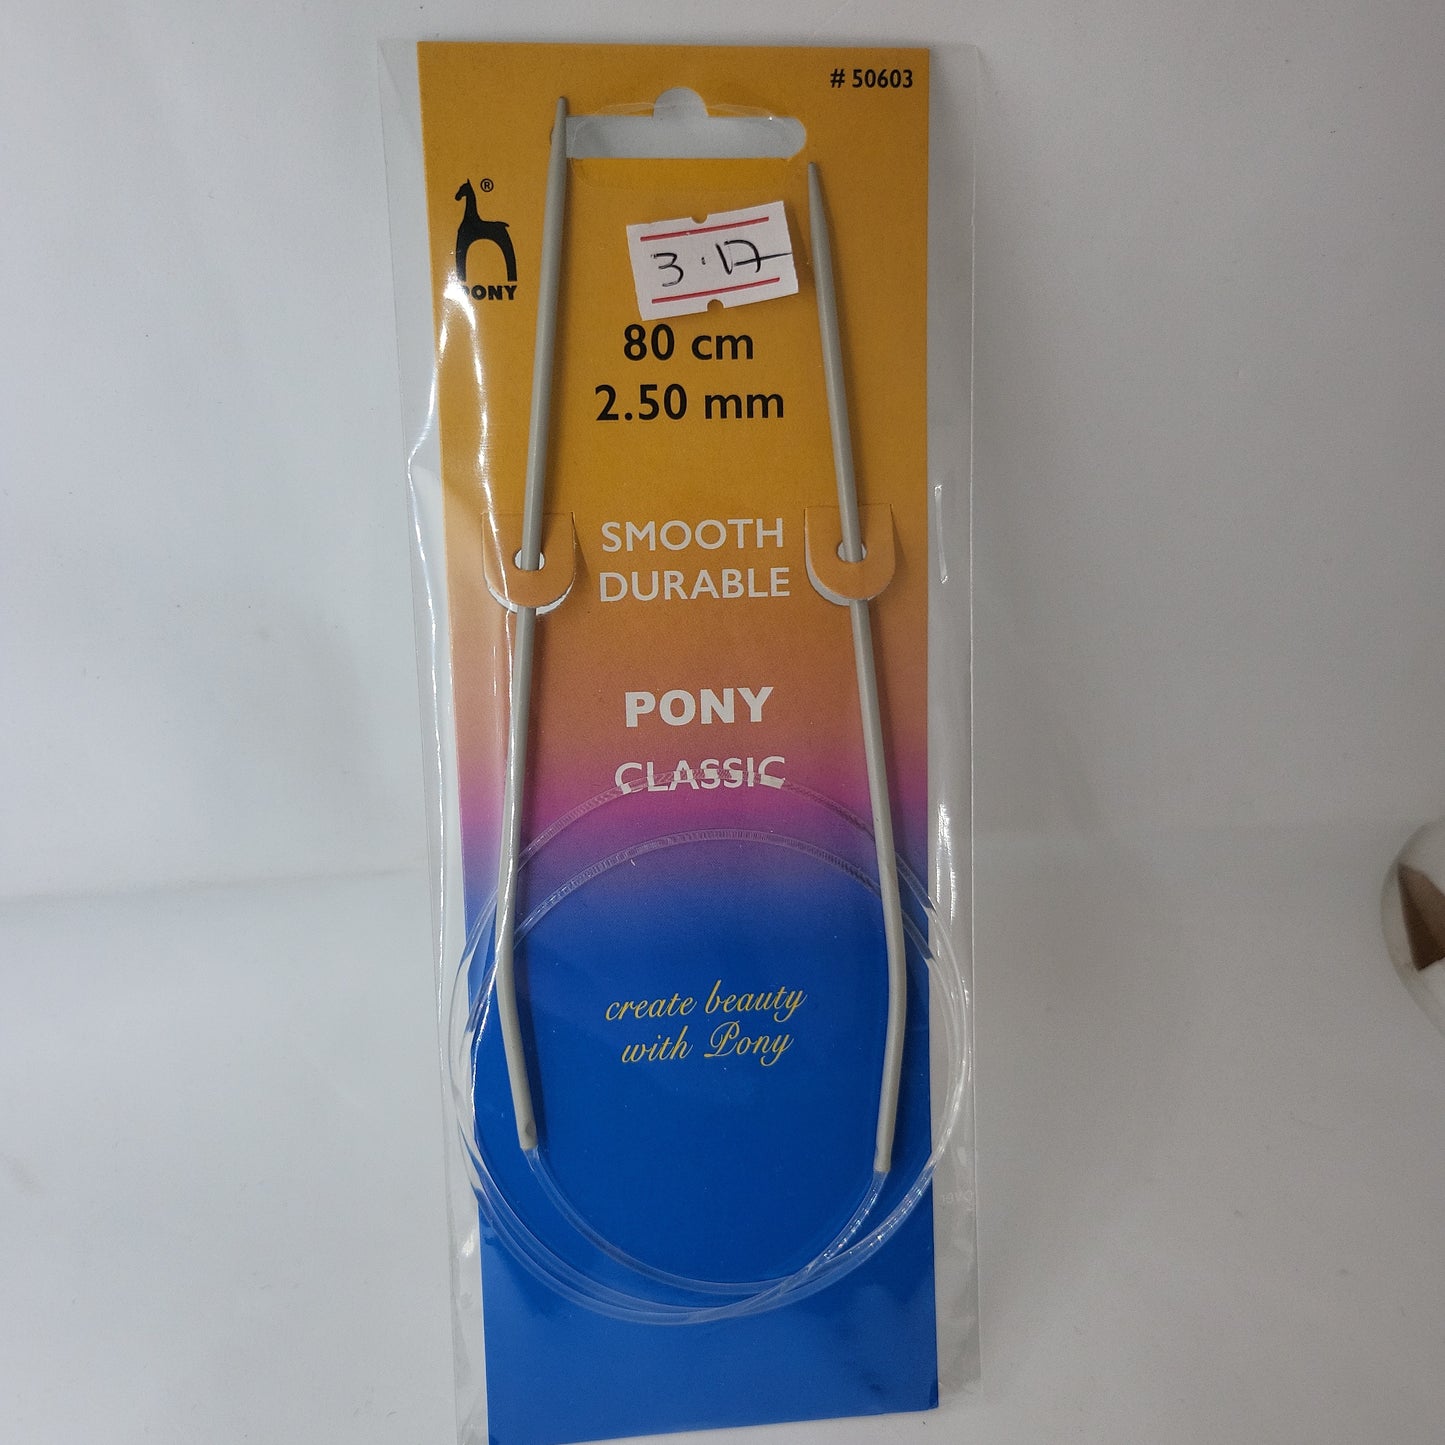 # 50603
®
PONY
3.17
80 cm
2.50 mm
SMOOTH
DURABLE
PONY
CLASSIC
create beauty
with Pony